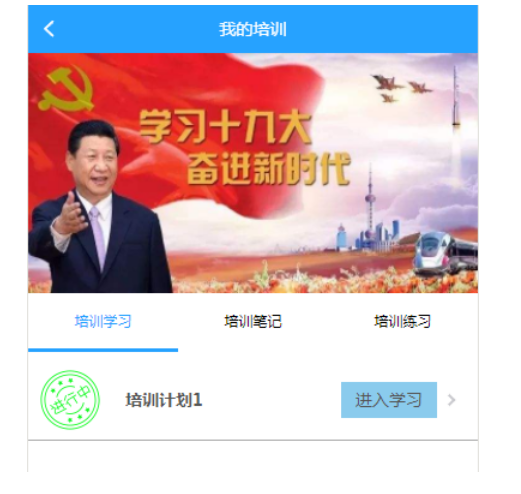 我的培训
学习十九大
奋进新时代
培训学习
培训笔记
培训练习
进行中
培训计划1
进入学习